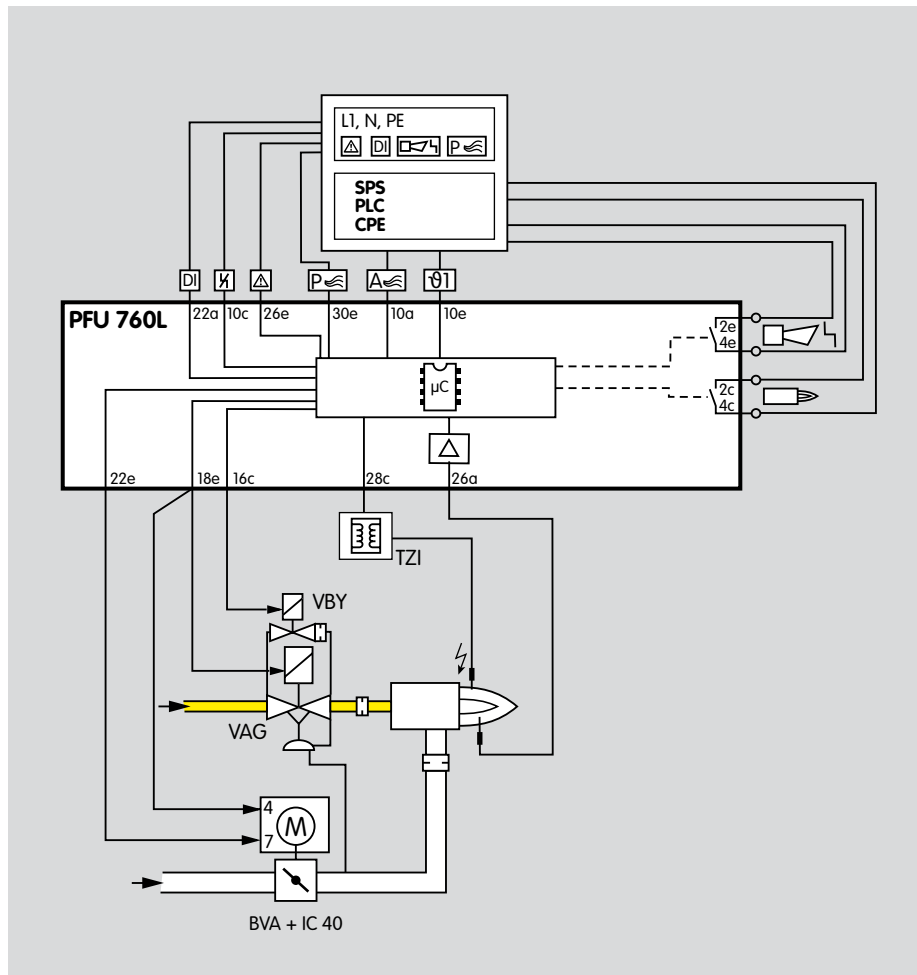 L1, N, PE
DI
P
SPS
PLC
CPE
DI
P
A
ϑ1
PFU 760L
22a
10c
26e
30e
10a
10e
2e
4e
µC
2c
4c
22e
18e
16c
28c
26a
TZI
VBY
VAG
4
M
7
BVA + IC 40